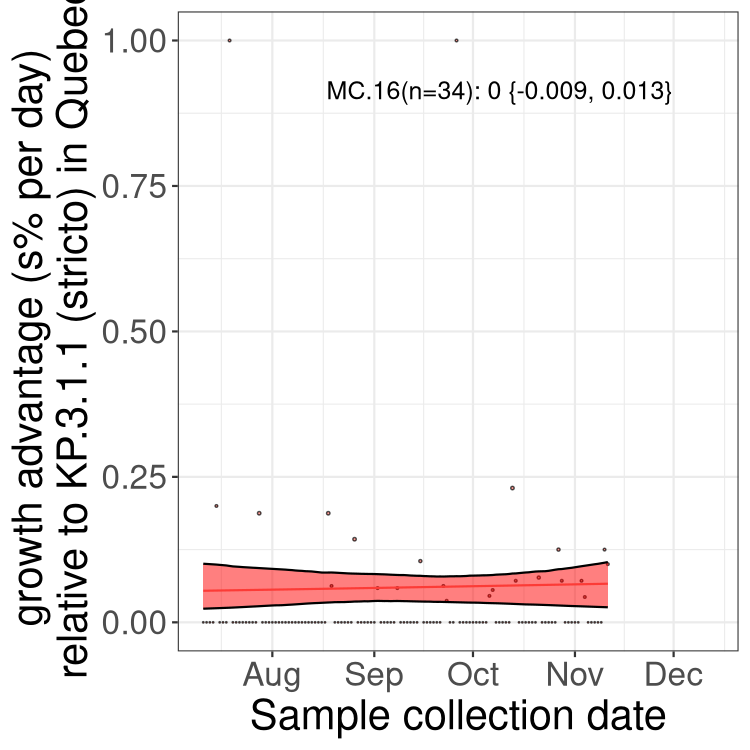 growth advantage (s% per day)
relative to KP.3.1.1 (stricto) in Quebec
1.00
0.75
0.50
0.25
0.00
MC.16(n=34): 0 {-0.009, 0.013}
Aug Sep Oct Nov Dec
Sample collection date